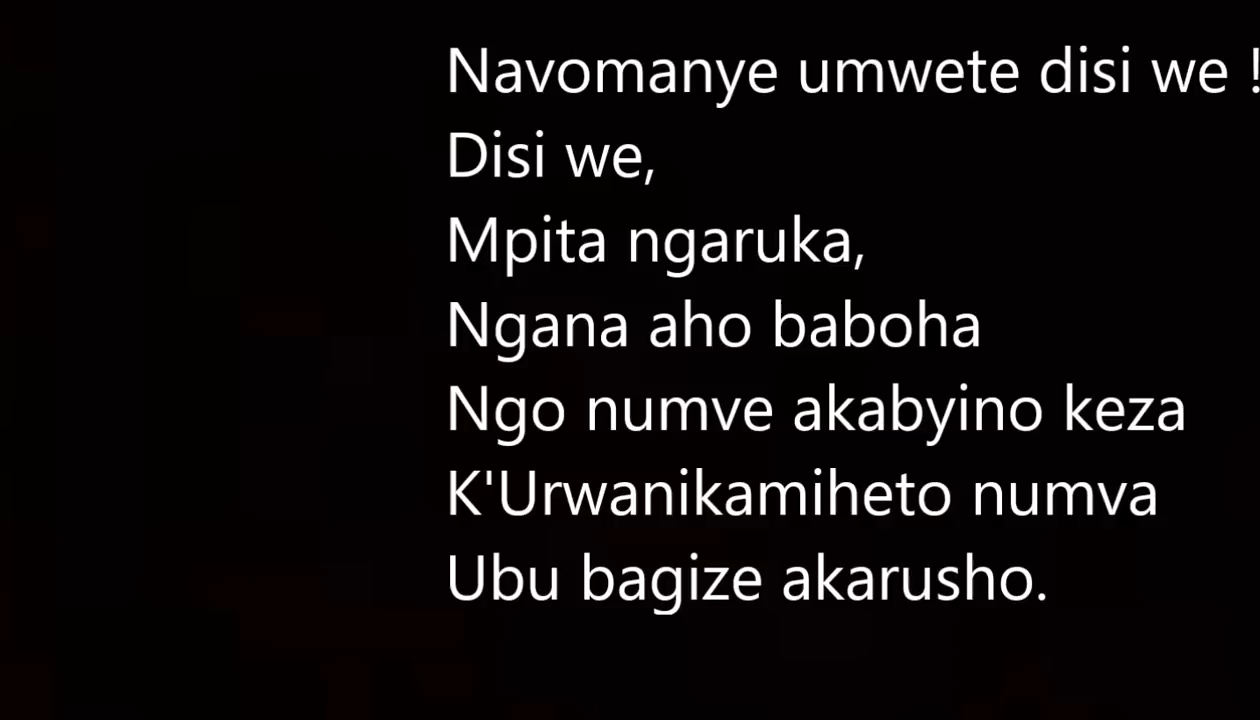 Navomanye umwete disi we !
Disi we,
Mpita ngaruka,
Ngana aho baboha
Ngo numve akabyino keza
K'Urwanikamiheto numva
Ubu bagize akarusho.